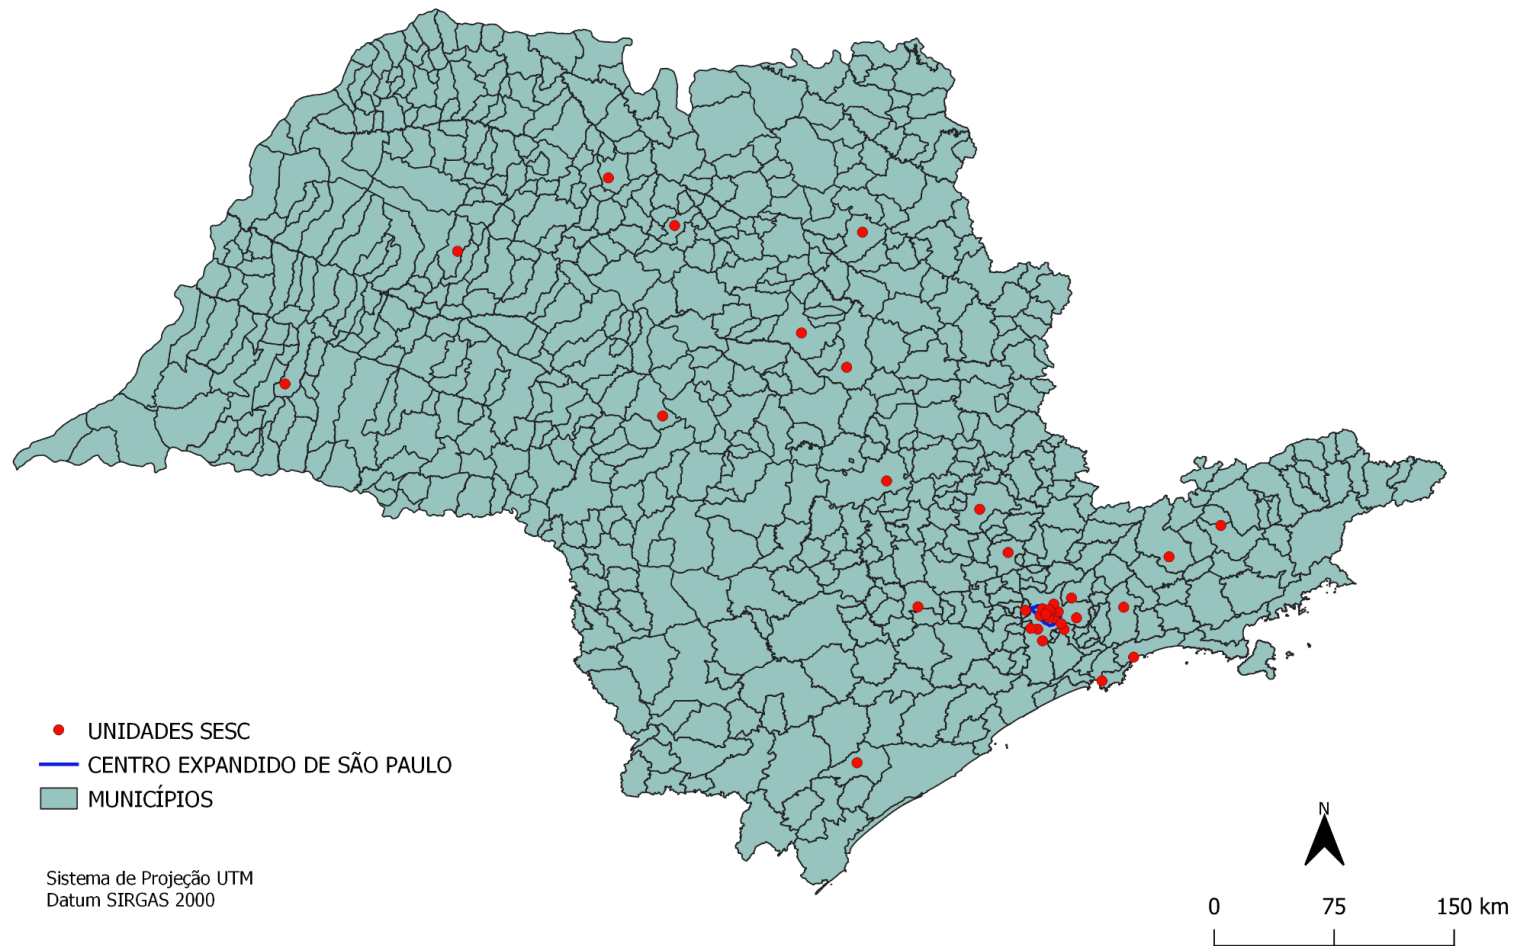 UNIDADES SESC
CENTRO EXPANDIDO DE SÃO PAULO
MUNICÍPIOS
Sistema de Projeção UTM
Datum SIRGAS 2000
N
0 75 150 km